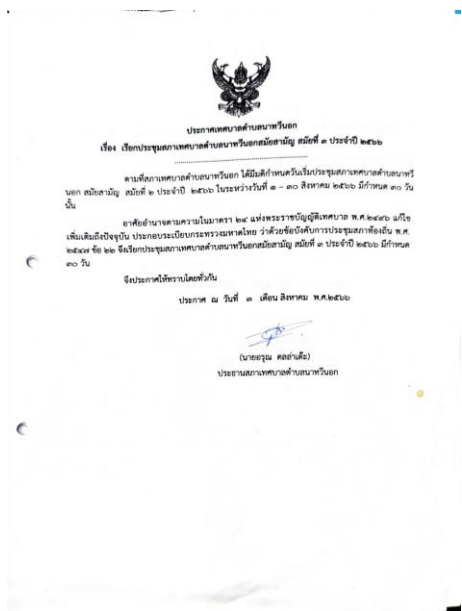 ประกาศเทศบาลตำบลนาทวีนอก
เรื่อง เรียกประชุมสภาเทศบาลตำบลนาทวีนอกสมัยสามัญ สมัยที่ ๓ ประจำปี ๒๕๖๖
ตามที่สภาเทศบาลตำบลนาทวีนอก ได้มีมติกำหนดวันเริ่มประชุมสภาเทศบาลตำบลนาทวี
นอก สมัยสามัญ สมัยที่ ๒ ประจำปี ๒๕๖๖ ในระหว่างวันที่ ๑ – ๓๐ สิงหาคม ๒๕๖๖ มีกำหนด ๓๐ วัน
นั้น
อาศัยอำนาจตามความในมาตรา ๒๔ แห่งพระราชบัญญัติเทศบาล พ.ศ.๒๔๙๖ แก้ไข
เพิ่มเติมถึงปัจจุบัน ประกอบระเบียบกระทรวงมหาดไทย ว่าด้วยข้อบังคับการประชุมสภาท้องถิ่น พ.ศ.
๒๕๔๗ ข้อ ๒๒ จึงเรียกประชุมสภาเทศบาลตำบลนาทวีนอกสมัยสามัญ สมัยที่ ๓ ประจำปี ๒๕๖๖ มีกำหนด
๓๐ วัน
จึงประกาศให้ทราบโดยทั่วกัน
ประกาศ ณ วันที่ ๓ เดือน สิงหาคม พ.ศ.๒๕๖๖
(นายอรุณ ดลล่าเต๊ะ)
ประธานสภาเทศบาลตำบลนาทวีนอก